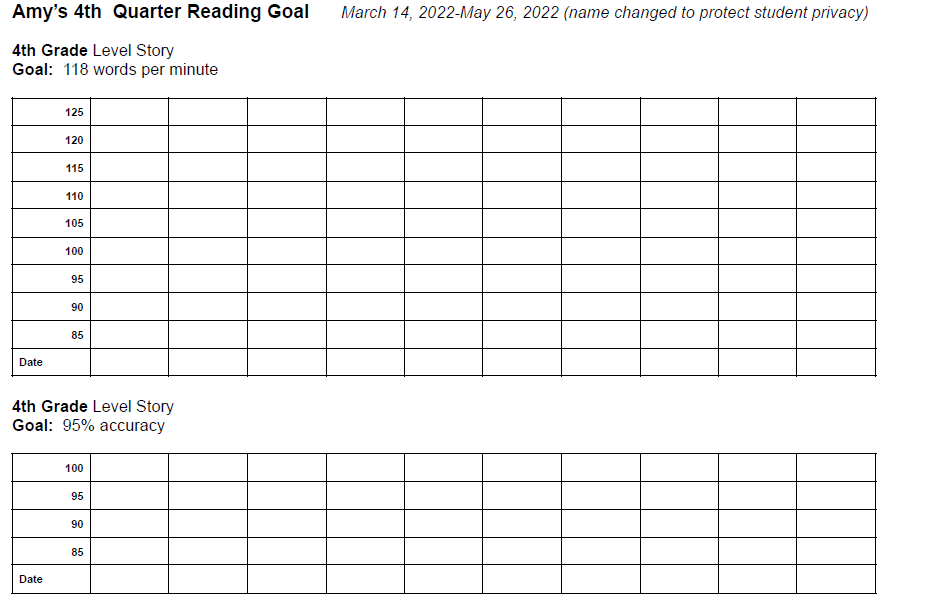 Amy's 4th Quarter Reading Goal March 14, 2022-May 26, 2022 (name changed to protect student privacy)
4th Grade Level Story
Goal: 118 words per minute
125
120
115
110
105
100
95
90
85
Date
4th Grade Level Story
Goal: 95% accuracy
100
95
90
85
Date